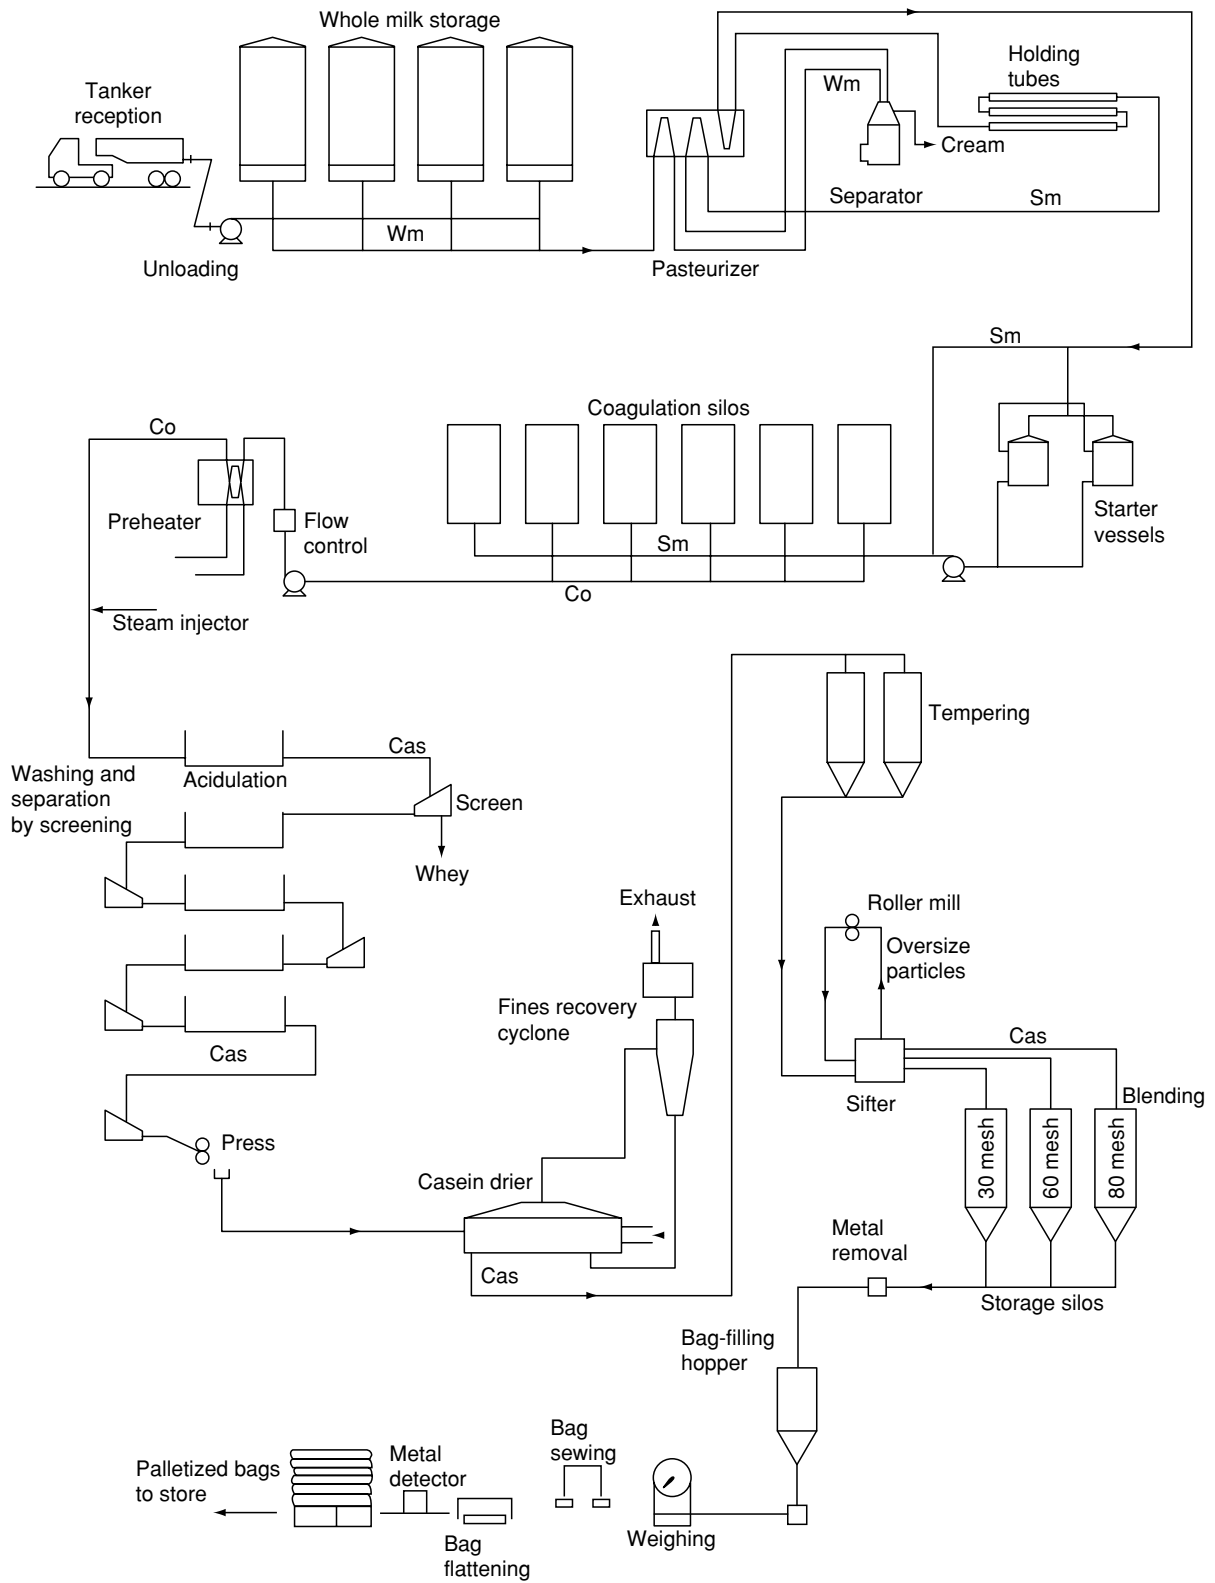 Whole milk storage
Tanker
reception
Wm
Unloading
Pasteurizer
Wm
Holding
tubes
Cream
Separator
Sm
Sm
Coagulation silos
Co
Preheater
Flow
control
Sm
Starter
vessels
Co
Steam injector
Tempering
Cas
Washing and
separation
by screening
Acidulation
Screen
Whey
Exhaust
Roller mill
Oversize
particles
Fines recovery
cyclone
Cas
Cas
Sifter
Blending
30 mesh
60 mesh
80 mesh
Press
Casein drier
Cas
Metal
removal
Storage silos
Bag-filling
hopper
Bag
sewing
Metal
detector
Palletized bags
to store
Weighing
Bag
flattening